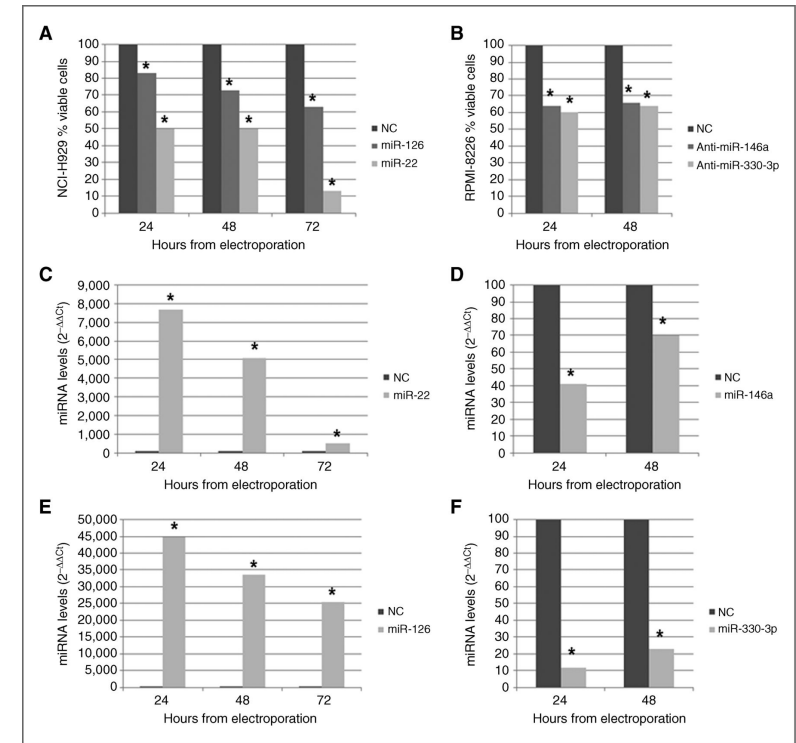 A
NCI-H929 % viable cells
100
90
80
70
60
50
40
30
20
10
0
* * * * * *
24 48 72
Hours from electroporation
NC
miR-126
miR-22
B
RPMI-8226 % viable cells
100
90
80
70
60
50
40
30
20
10
0
* * * *
24 48
Hours from electroporation
NC
Anti-miR-146a
Anti-miR-330-3p
C
miRNA levels (2−ΔΔCt)
9,000
8,000
7,000
6,000
5,000
4,000
3,000
2,000
1,000
0
* * *
24 48 72
Hours from electroporation
NC
miR-22
D
miRNA levels (2−ΔΔCt)
100
90
80
70
60
50
40
30
20
10
0
* *
24 48
Hours from electroporation
NC
miR-146a
E
miRNA levels (2−ΔΔCt)
50,000
45,000
40,000
35,000
30,000
25,000
20,000
15,000
10,000
5,000
0
* * *
24 48 72
Hours from electroporation
NC
miR-126
F
miRNA levels (2−ΔΔCt)
100
90
80
70
60
50
40
30
20
10
0
* *
24 48
Hours from electroporation
NC
miR-330-3p